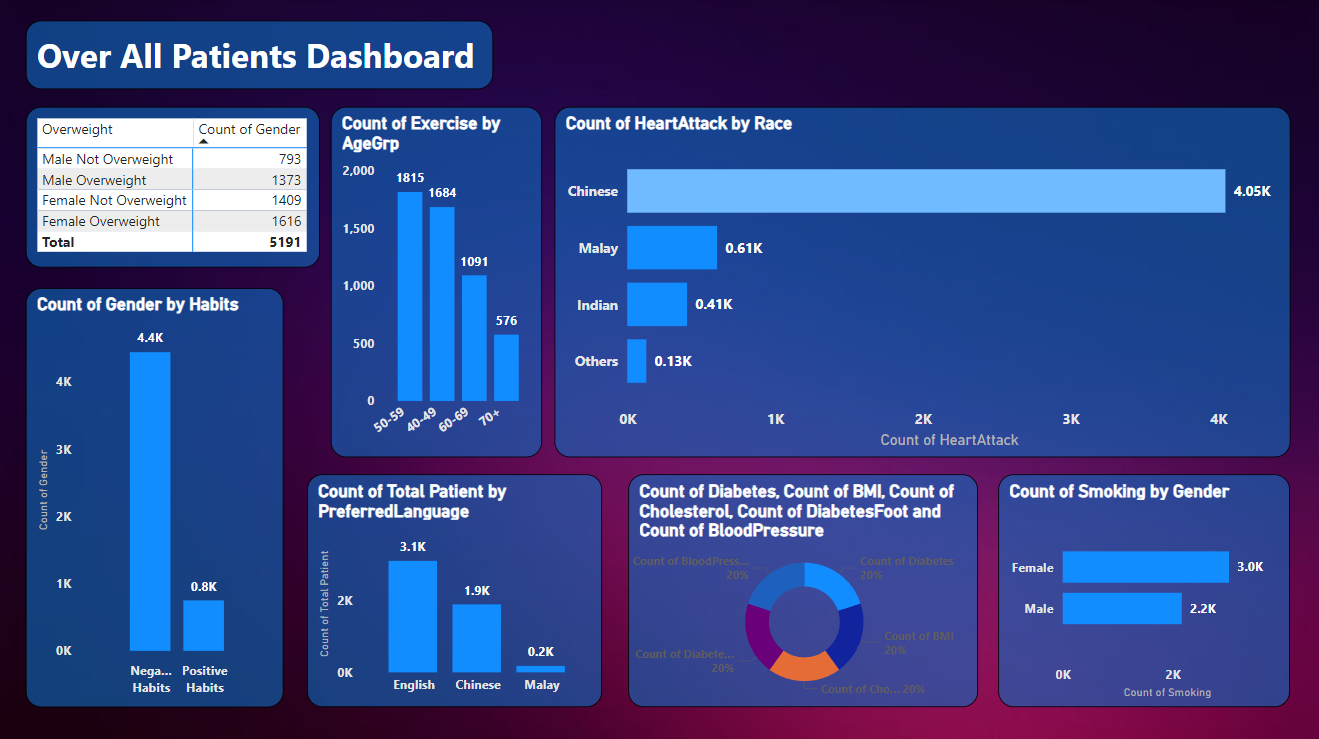 Over All Patients Dashboard
Overweight Count of Gender
Male Not Overweight 793
Male Overweight 1373
Female Not Overweight 1409
Female Overweight 1616
Total 5191
Count of Exercise by
AgeGrp
2,000
1,500
1,000
500
0
1815
1684
1091
576
50-59
40-49
60-69
70+
Count of HeartAttack by Race
Chinese 4.05K
Malay 0.61K
Indian 0.41K
Others 0.13K
0K 1K 2K 3K 4K
Count of HeartAttack
Count of Gender by Habits
Count of Gender
4K
3K
2K
1K
0K
4.4K
0.8K
Nega...
Habits
Positive
Habits
Count of Total Patient by
PreferredLanguage
Count of Total Patient
2K
0K
3.1K
1.9K
0.2K
English Chinese Malay
Count of Diabetes, Count of BMI, Count of
Cholesterol, Count of DiabetesFoot and
Count of BloodPressure
Count of BloodPress...
20%
Count of Diabetes
20%
Count of BMI
20%
Count of Diabete...
20%
Count of Cho... 20%
Count of Smoking by Gender
Female 3.0K
Male 2.2K
0K 2K
Count of Smoking